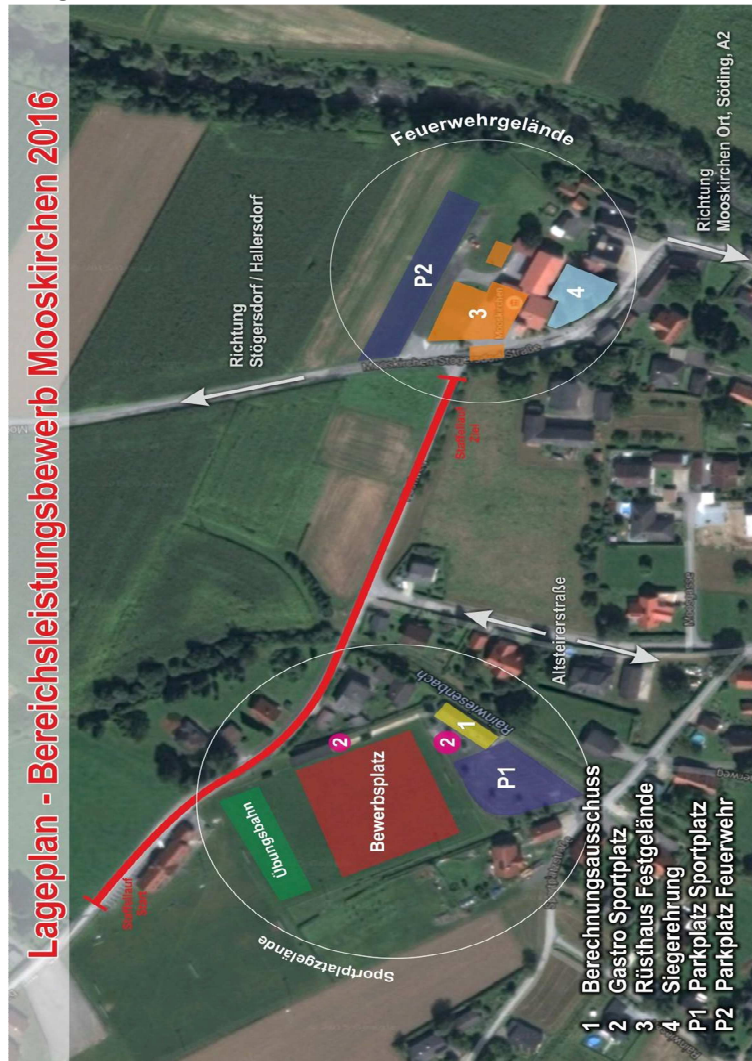 Lageplan - Bereichsleistungsbewerb Mooskirchen 2016
Sportplatzgelände
Übungsbahn
Bewerbsplatz
2
2
1
P1
Rainwiesenbach
Altsteirerstraße
Staffellauf
Feuerwehrgelände
P2
3
Mooskirchen
4
Richtung
Stögersdorf / Hallersdorf
Richtung
Mooskirchen Ort, Söding, A2
1 Berechnungsausschuss
2 Gastro Sportplatz
3 Rüsthaus Festgelände
4 Siegerehrung
P1 Parkplatz Sportplatz
P2 Parkplatz Feuerwehr